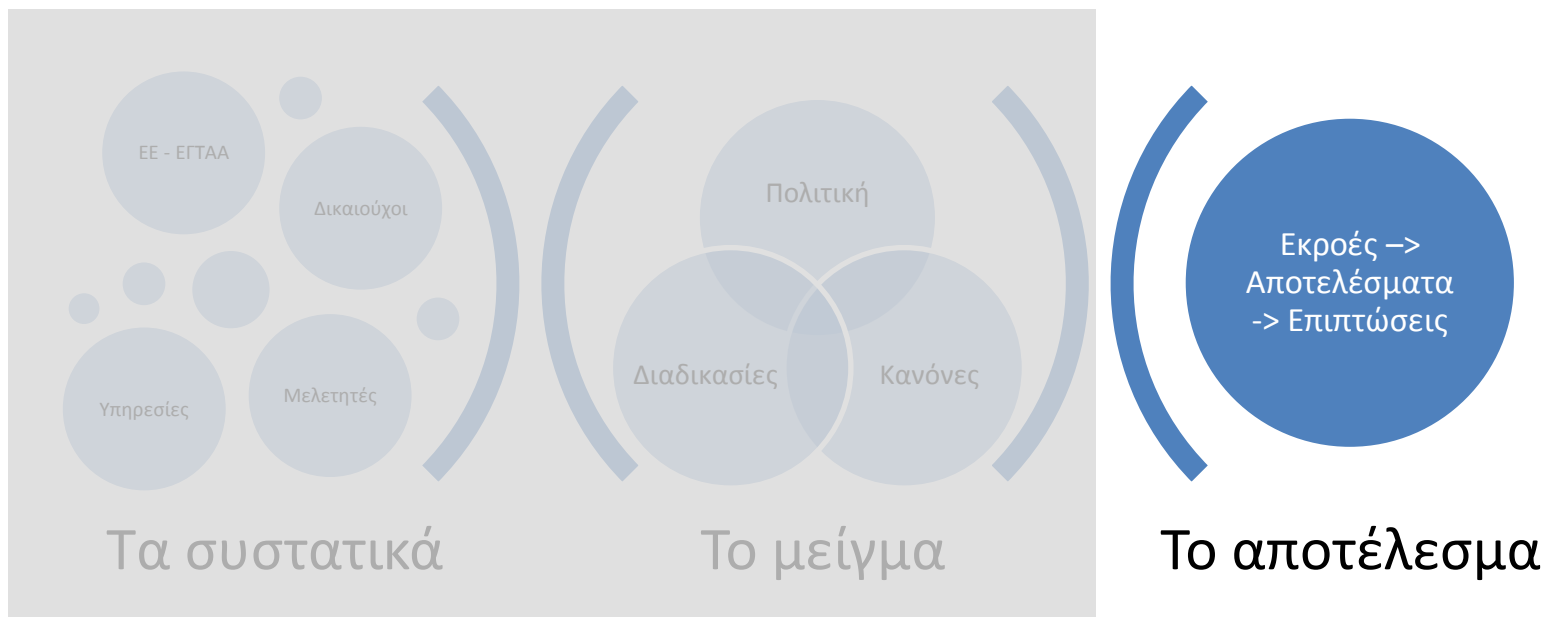 ΕΕ - ΕΓΤΑΑ
Δικαιούχοι
Υπηρεσίες
Μελετητές
Τα συστατικά
Πολιτική
Διαδικασίες
Κανόνες
Το μείγμα
Εκροές –>
Αποτελέσματα
-> Επιπτώσεις
Το αποτέλεσμα